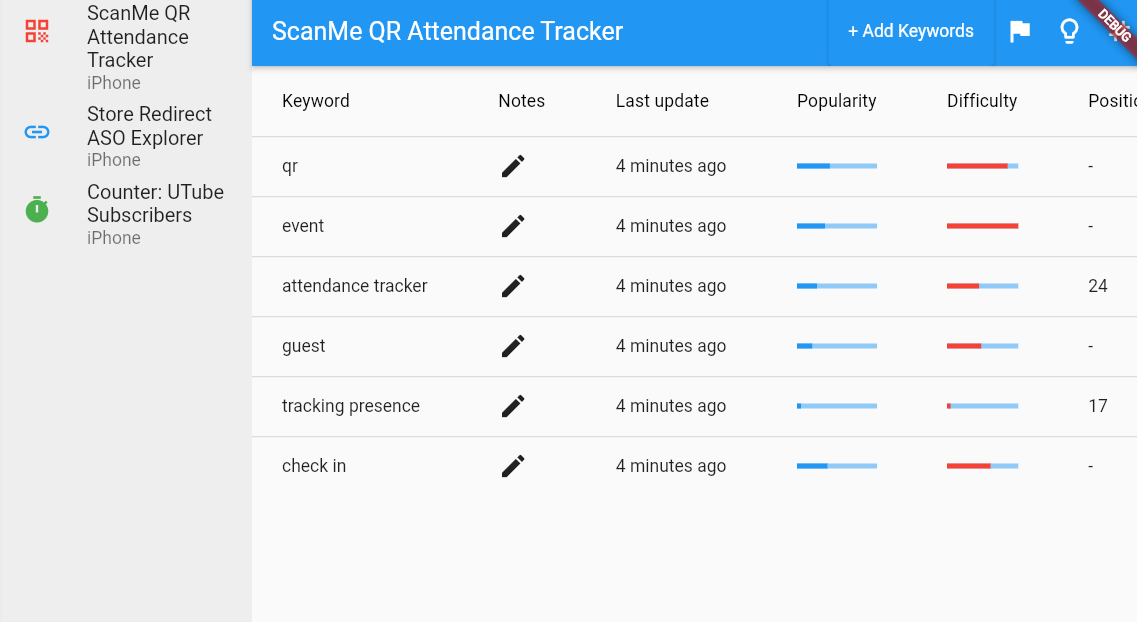 ScanMe QR
Attendance
Tracker
iPhone
Store Redirect
ASO Explorer
iPhone
Counter: UTube
Subscribers
iPhone
ScanMe QR Attendance Tracker
+ Add Keywords
DEBUG
Keyword Notes Last update Popularity Difficulty Positio
qr 4 minutes ago -
event 4 minutes ago -
attendance tracker 4 minutes ago 24
guest 4 minutes ago -
tracking presence 4 minutes ago 17
check in 4 minutes ago -